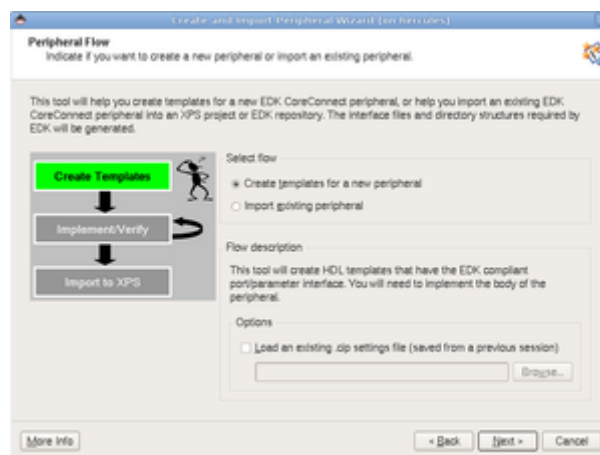 Create and Import Peripheral Wizard (on hercules)
Peripheral Flow
Indicate if you want to create a new peripheral or import an existing peripheral.
This tool will help you create templates for a new EDK CoreConnect peripheral, or help you import an existing EDK
CoreConnect peripheral into an XPS project or EDK repository. The interface files and directory structures required by
EDK will be generated.
Create Templates
Implement/Verify
Import to XPS
Select flow
Create templates for a new peripheral
Import existing peripheral
Flow description
This tool will create HDL templates that have the EDK compliant
port/parameter interface. You will need to implement the body of the
peripheral.
Options
Load an existing .cip settings file (saved from a previous session)
Browse...
More Info
< Back
Next >
Cancel